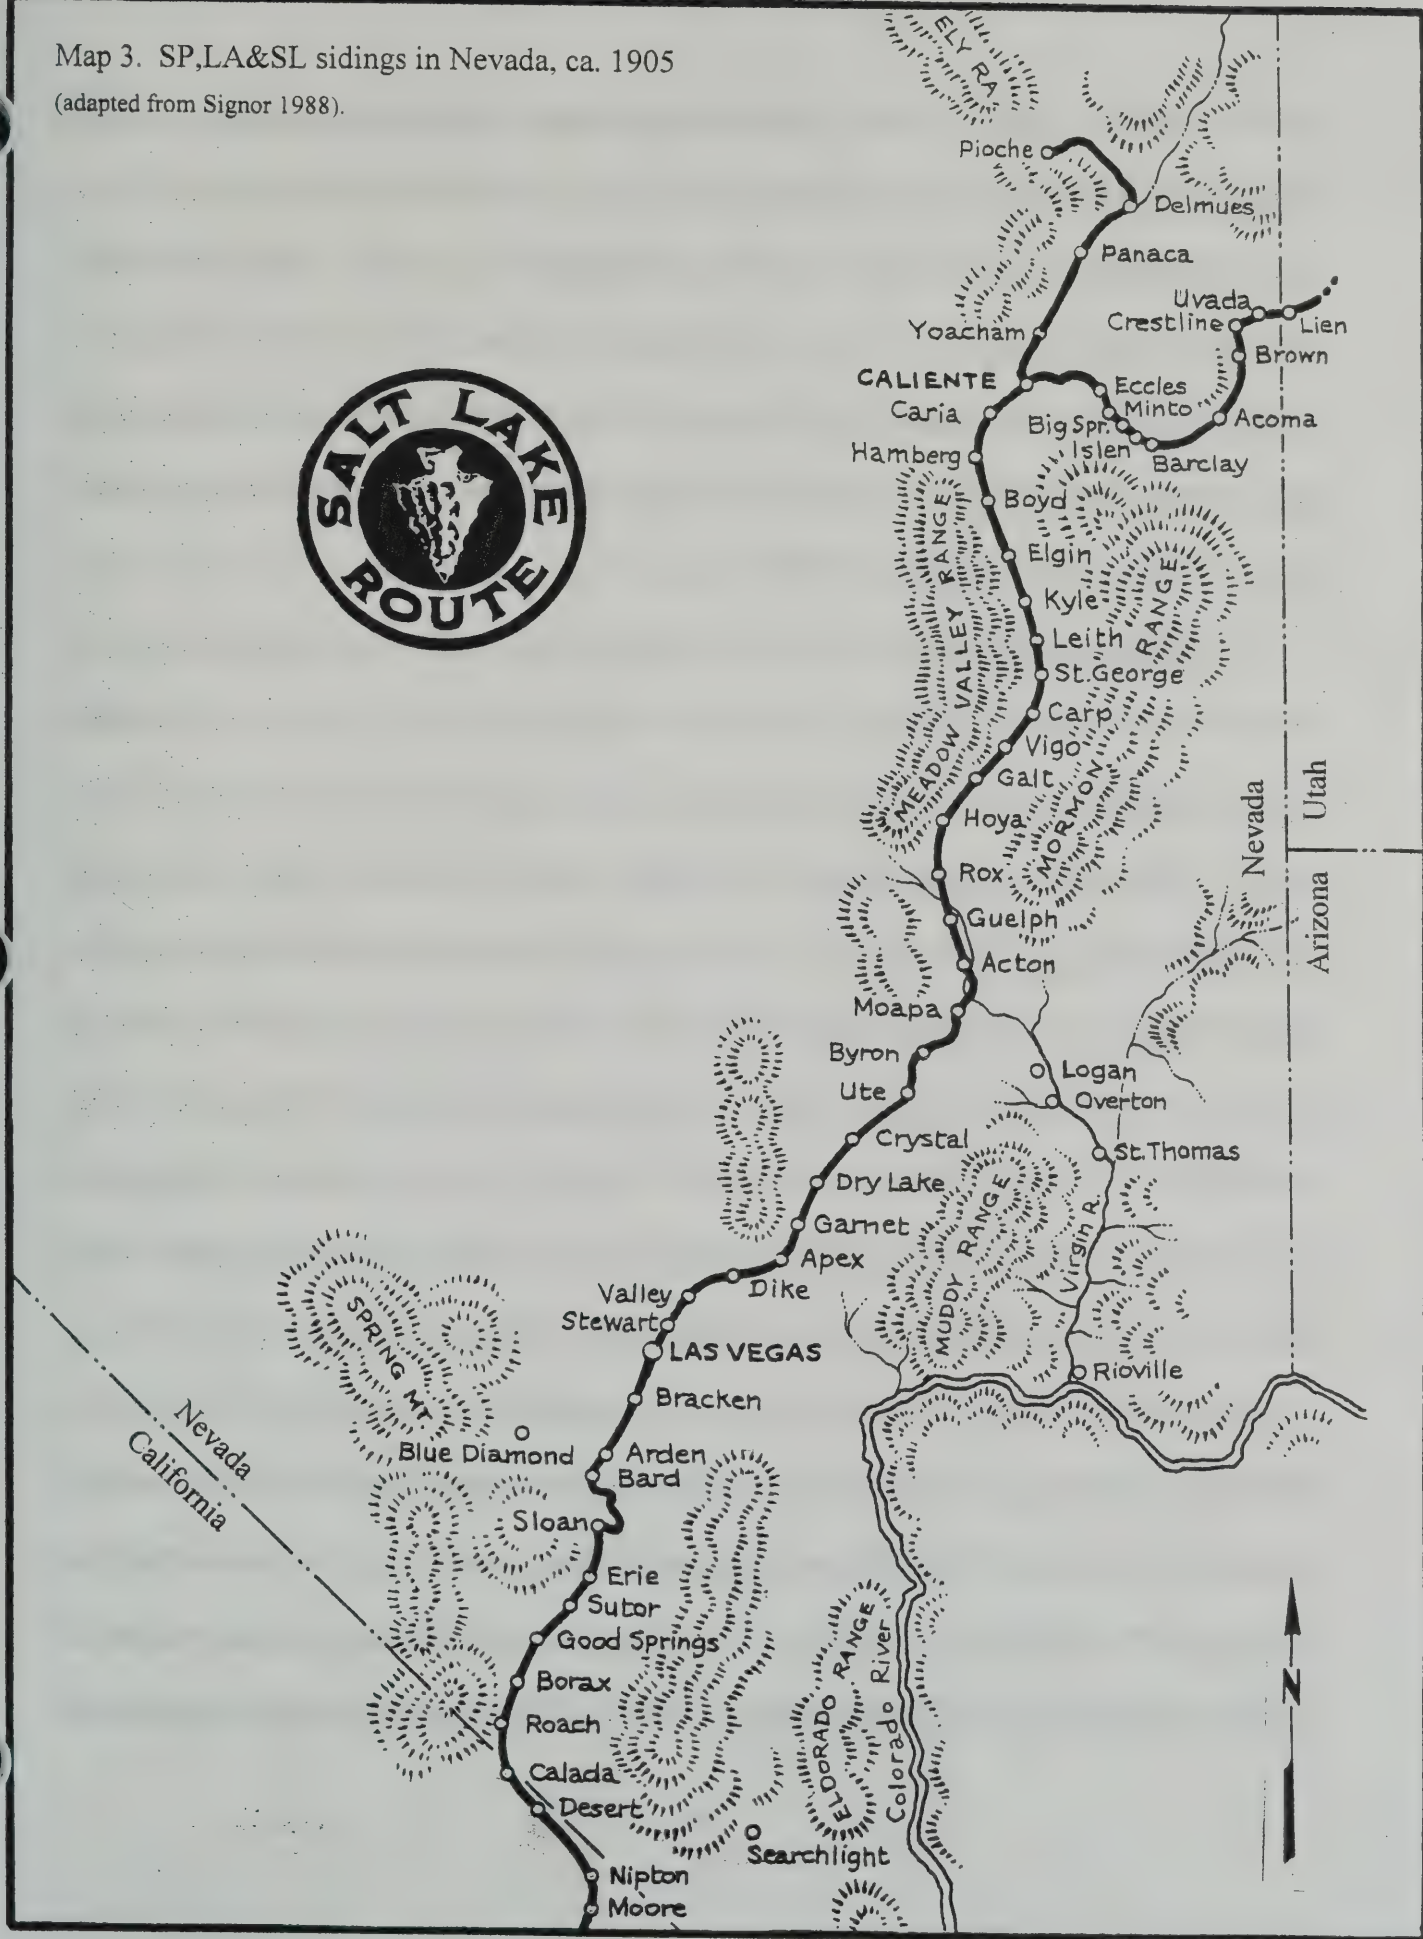 Map 3. SP,LA&SL sidings in Nevada, ca. 1905
(adapted from Signor 1988).
ELY RA.
Pioche
Delmues
Panaca
Uvada
Crestline
Lien
Yoacham
Brown
CALIENTE
Eccles
Caria
Minto
Big Spr.
Acoma
Islen
Hamberg
Barclay
SALT LAKE
ROUTE
Boyd
Elgin
Kyle
Leith
St.George
Carp
Vigo
Galt
Hoya
Rox
Guelph
Acton
Moapa
MEADOW VALLEY RANGE
MORMON RANGE
Nevada
Utah
Arizona
Byron
Logan
Ute
Overton
Crystal
St.Thomas
Dry Lake
Garnet
Apex
Dike
Valley
Stewart
LAS VEGAS
MUDDY RANGE
Virgin R.
Rioville
SPRING MT
Bracken
Nevada
California
Blue Diamond
Arden
Bard
Sloan
Erie
Sutor
Good Springs
Borax
Roach
Calada
Desert
ELDORADO RANGE
Colorado River
N
Searchlight
Nipton
Moore